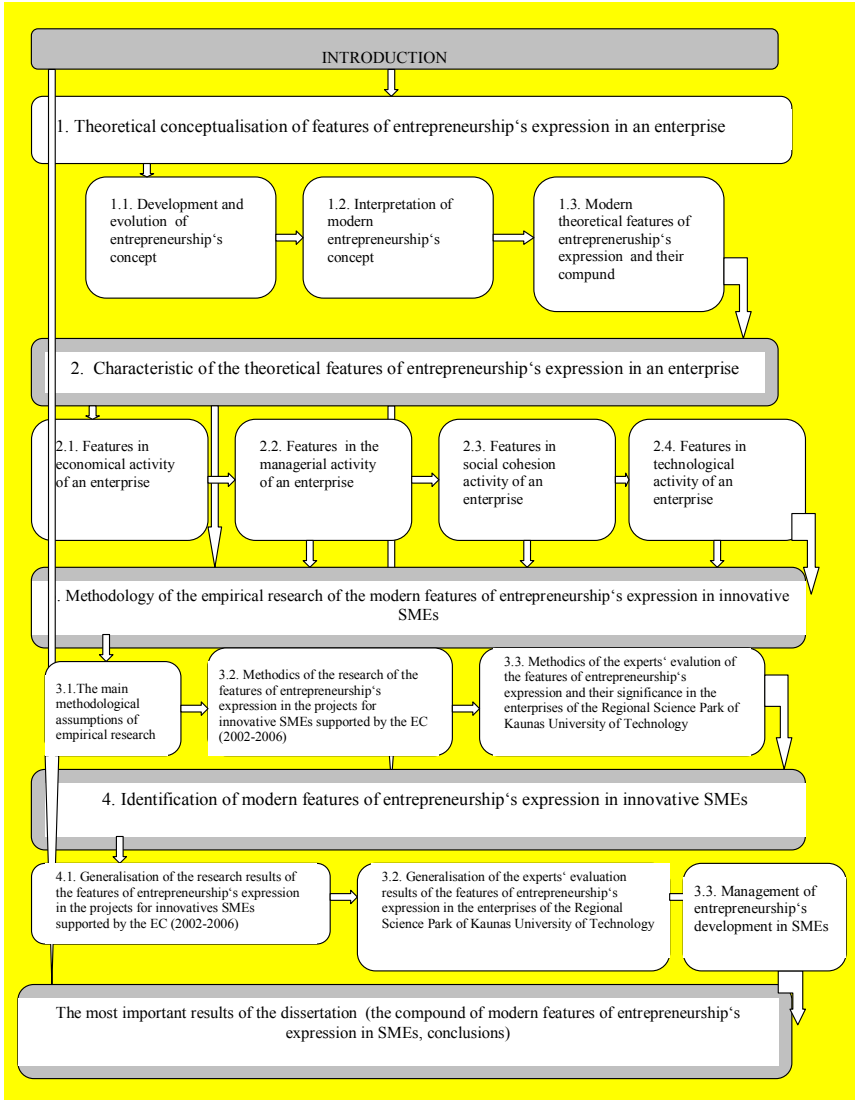 INTRODUCTION
1. Theoretical conceptualisation of features of entrepreneurship‘s expression in an enterprise
1.1. Development and
evolution of
entrepreneurship‘s
concept
1.2. Interpretation of
modern
entrepreneurship‘s
concept
1.3. Modern
theoretical features of
entrepreneruship‘s
expression and their
compund
2. Characteristic of the theoretical features of entrepreneurship‘s expression in an enterprise
2.1. Features in
economical activity
of an enterprise
2.2. Features in the
managerial activity
of an enterprise
2.3. Features in
social cohesion
activity of an
enterprise
2.4. Features in
technological
activity of an
enterprise
. Methodology of the empirical research of the modern features of entrepreneurship‘s expression in innovative
SMEs
3.1.The main
methodological
assumptions of
empirical research
3.2. Methodics of the research of the
features of entrepreneurship‘s
expression in the projects for
innovative SMEs supported by the EC
(2002-2006)
3.3. Methodics of the experts‘ evalution of
the features of entrepreneurship‘s
expression and their significance in the
enterprises of the Regional Science Park of
Kaunas University of Technology
4. Identification of modern features of entrepreneurship‘s expression in innovative SMEs
4.1. Generalisation of the research results of
the features of entrepreneurship‘s expression
in the projects for innovatives SMEs
supported by the EC (2002-2006)
3.2. Generalisation of the experts‘ evaluation
results of the features of entrepreneurship‘s
expression in the enterprises of the Regional
Science Park of Kaunas University of Technology
3.3. Management of
entrepreneurship‘s
development in SMEs
The most important results of the dissertation (the compound of modern features of entrepreneurship‘s
expression in SMEs, conclusions)